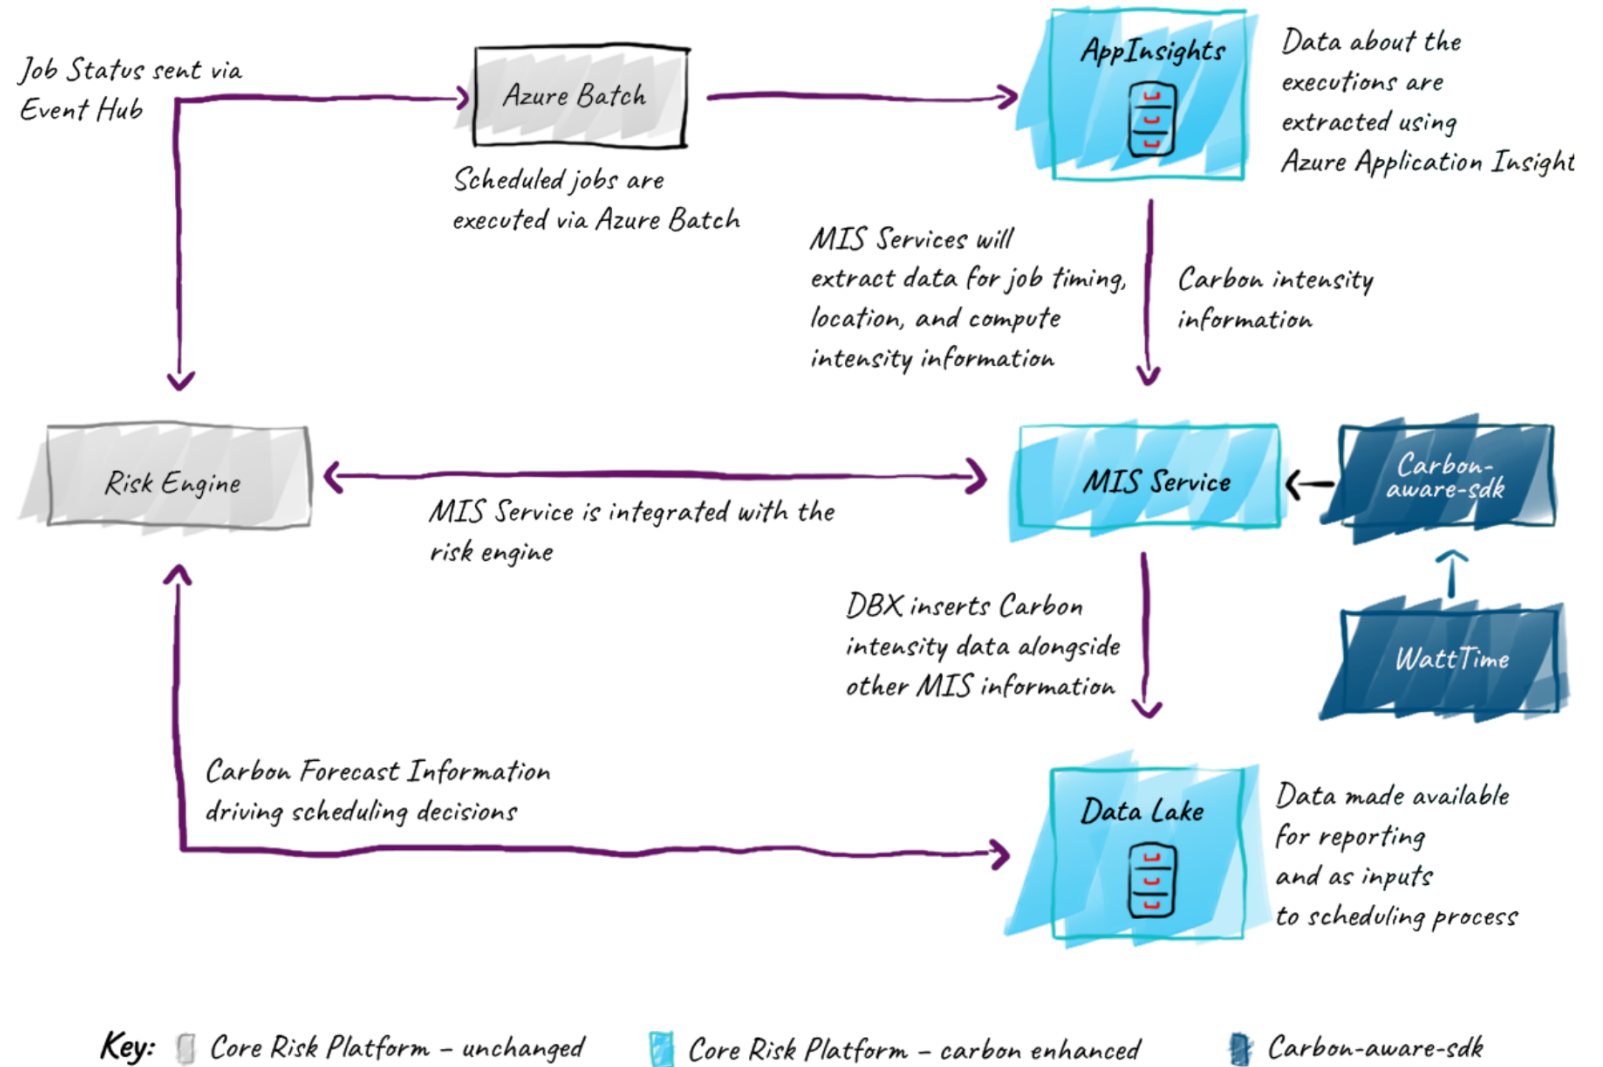 Job Status sent via
Event Hub
Azure Batch
Scheduled jobs are
executed via Azure Batch
AppInsights
Data about the
executions are
extracted using
Azure Application Insight
MIS Services will
extract data for job timing,
location, and compute
intensity information
Carbon intensity
information
Risk Engine
MIS Service is integrated with the
risk engine
MIS Service
Carbon-
aware-sdk
WattTime
DBX inserts Carbon
intensity data alongside
other MIS information
Carbon Forecast Information
driving scheduling decisions
Data Lake
Data made available
for reporting
and as inputs
to scheduling process
Key:
Core Risk Platform – unchanged
Core Risk Platform – carbon enhanced
Carbon-aware-sdk